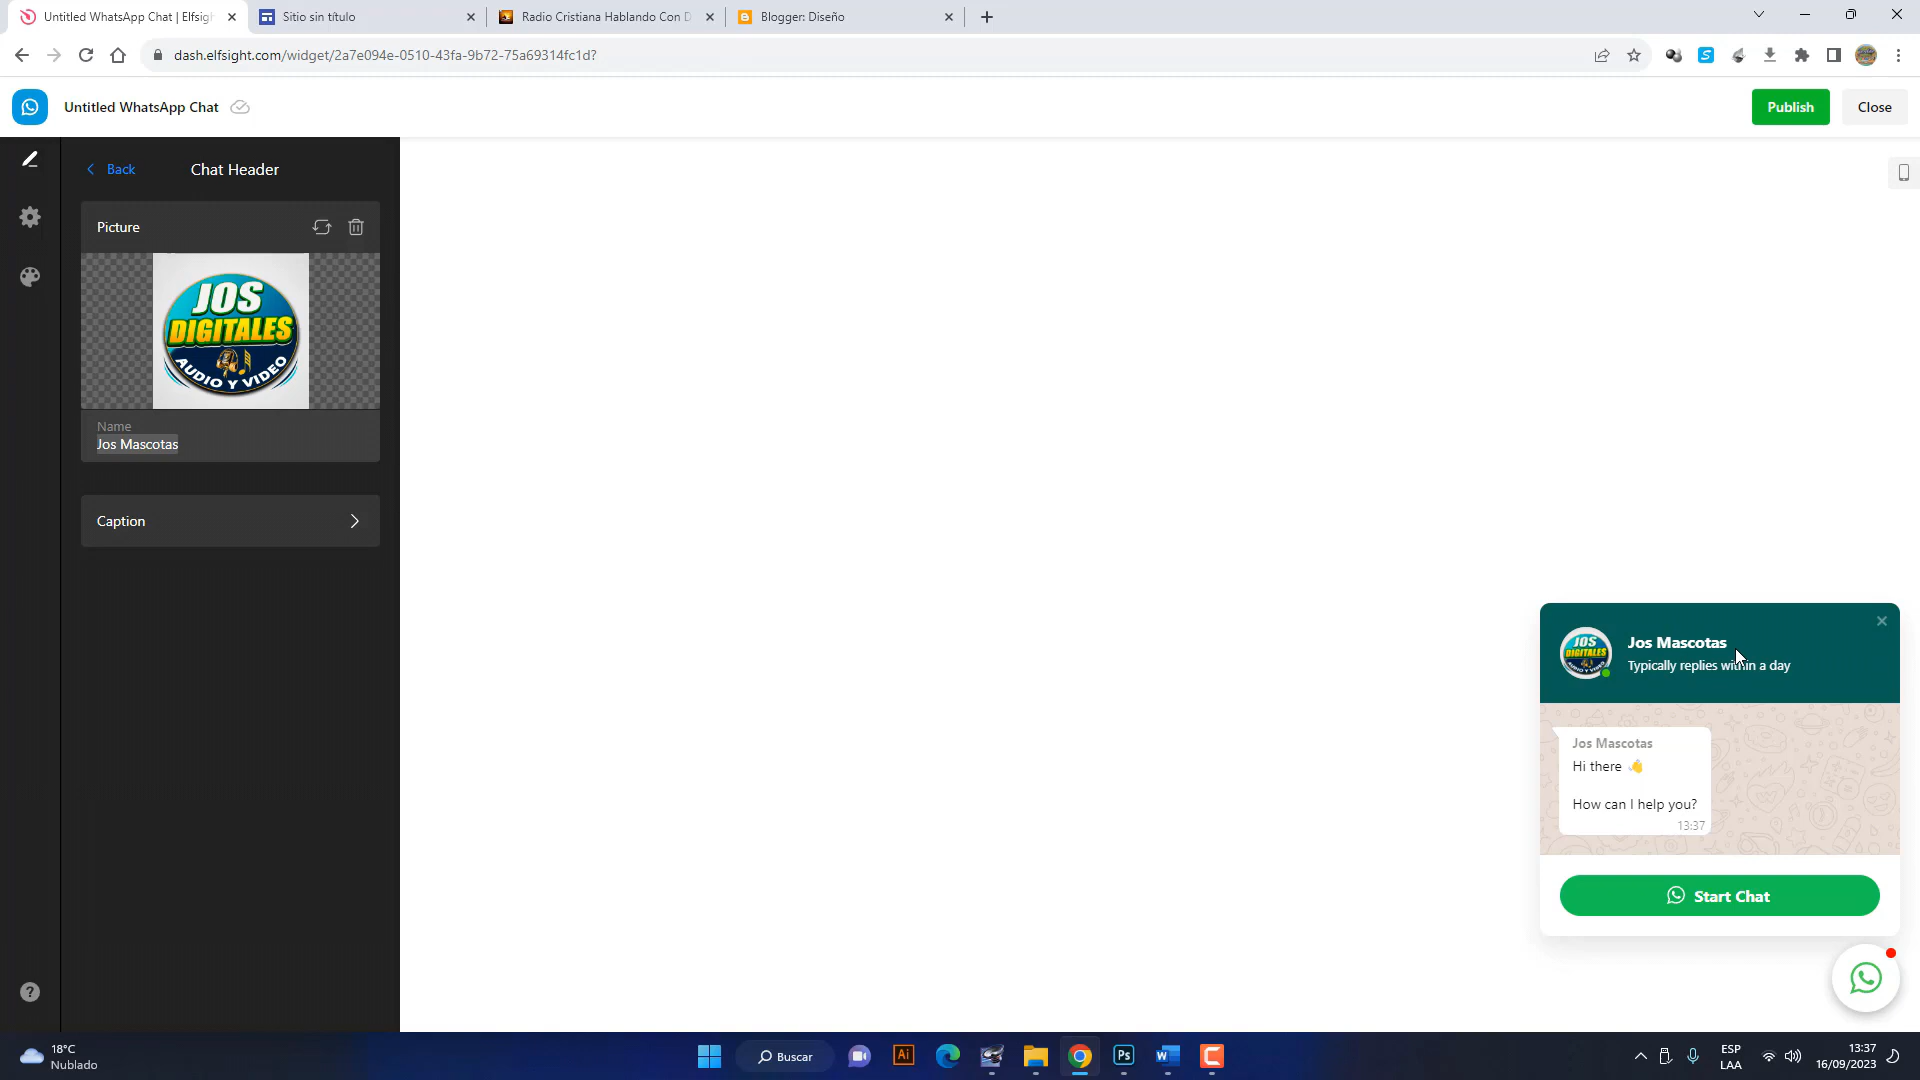 Untitled WhatsApp Chat | Elfsigh
Sitio sin título
Radio Cristiana Hablando Con D
Blogger: Diseño
dash.elfsight.com/widget/2a7e094e-0510-43fa-9b72-75a69314fc1d?
Untitled WhatsApp Chat
Publish
Close
Back
Chat Header
Picture
JOS
DIGITALES
AUDIO Y VIDEO
Name
Jos Mascotas
Caption
JOS
DIGITALES
Jos Mascotas
Typically replies within a day
Jos Mascotas
Hi there 👋
How can I help you?
13:37
Start Chat
18°C
Nublado
Buscar
ESP
LAA
13:37
16/09/2023